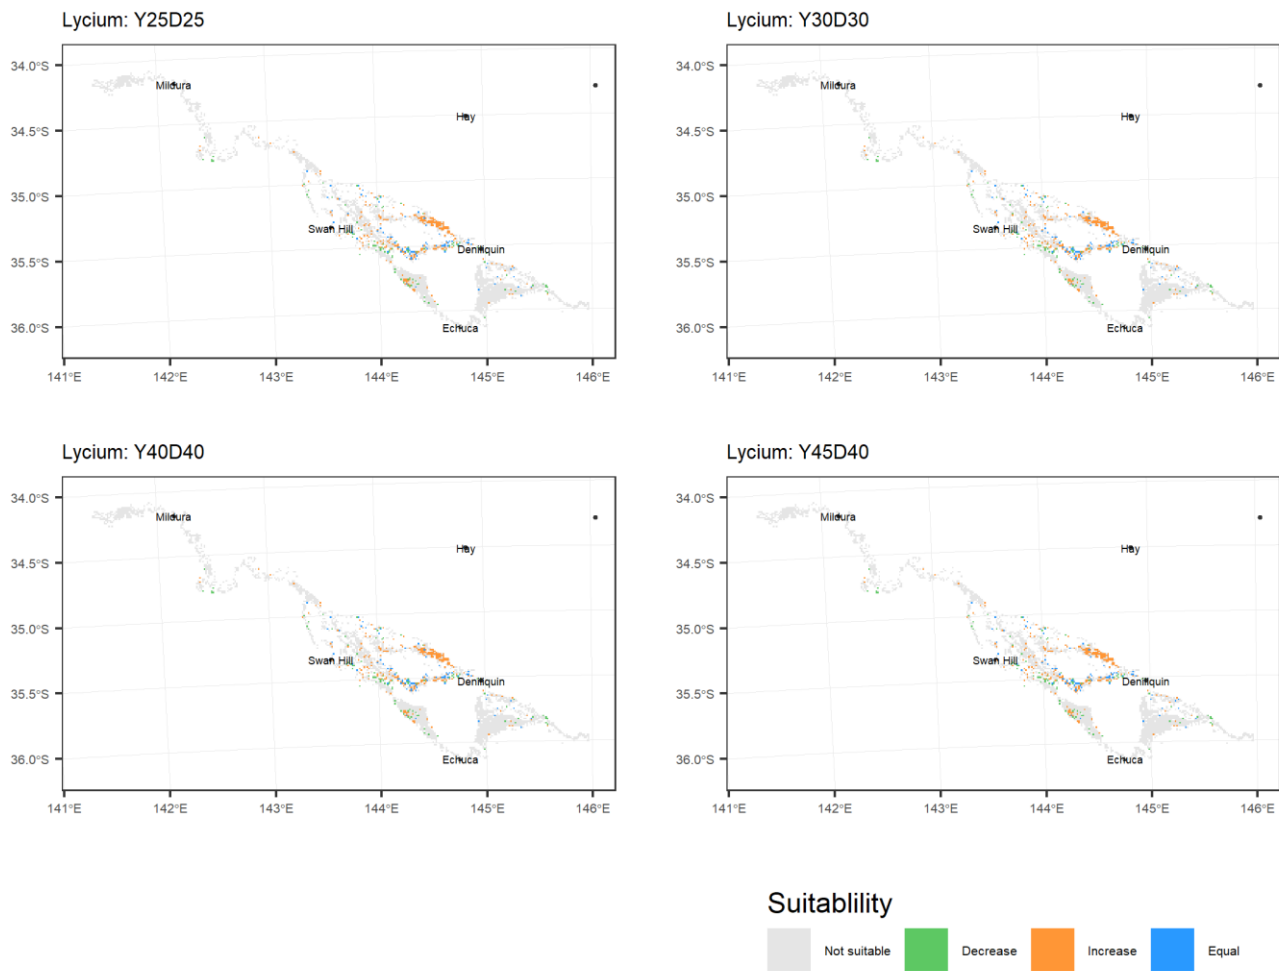 Lycium: Y25D25
34.0°S
34.5°S
35.0°S
35.5°S
36.0°S
Mildura
Hay
Swan Hill
Deniliquin
Echuca
141°E 142°E 143°E 144°E 145°E 146°E
Lycium: Y30D30
34.0°S
34.5°S
35.0°S
35.5°S
36.0°S
Mildura
Hay
Swan Hill
Deniliquin
Echuca
141°E 142°E 143°E 144°E 145°E 146°E
Lycium: Y40D40
34.0°S
34.5°S
35.0°S
35.5°S
36.0°S
Mildura
Hay
Swan Hill
Deniliquin
Echuca
141°E 142°E 143°E 144°E 145°E 146°E
Lycium: Y45D40
34.0°S
34.5°S
35.0°S
35.5°S
36.0°S
Mildura
Hay
Swan Hill
Deniliquin
Echuca
141°E 142°E 143°E 144°E 145°E 146°E
Suitablility
Not suitable Decrease Increase Equal